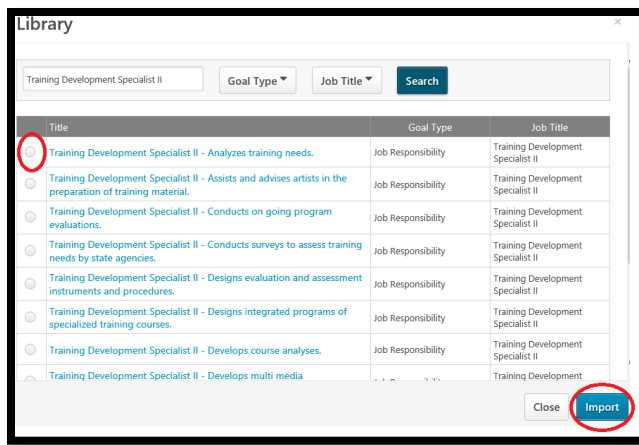 Library
×
Training Development Specialist II
Goal Type
Job Title
Search
Title Goal Type Job Title
Training Development Specialist II - Analyzes training needs. Job Responsibility Training Development
Specialist II
Training Development Specialist II - Assists and advises artists in the
preparation of training material. Job Responsibility Training Development
Specialist II
Training Development Specialist II - Conducts on going program
evaluations. Job Responsibility Training Development
Specialist II
Training Development Specialist II - Conducts surveys to assess training
needs by state agencies. Job Responsibility Training Development
Specialist II
Training Development Specialist II - Designs evaluation and assessment
instruments and procedures. Job Responsibility Training Development
Specialist II
Training Development Specialist II - Designs integrated programs of
specialized training courses. Job Responsibility Training Development
Specialist II
Training Development Specialist II - Develops course analyses. Job Responsibility Training Development
Specialist II
Training Development Specialist II - Develops multi media Training Development
Close Import